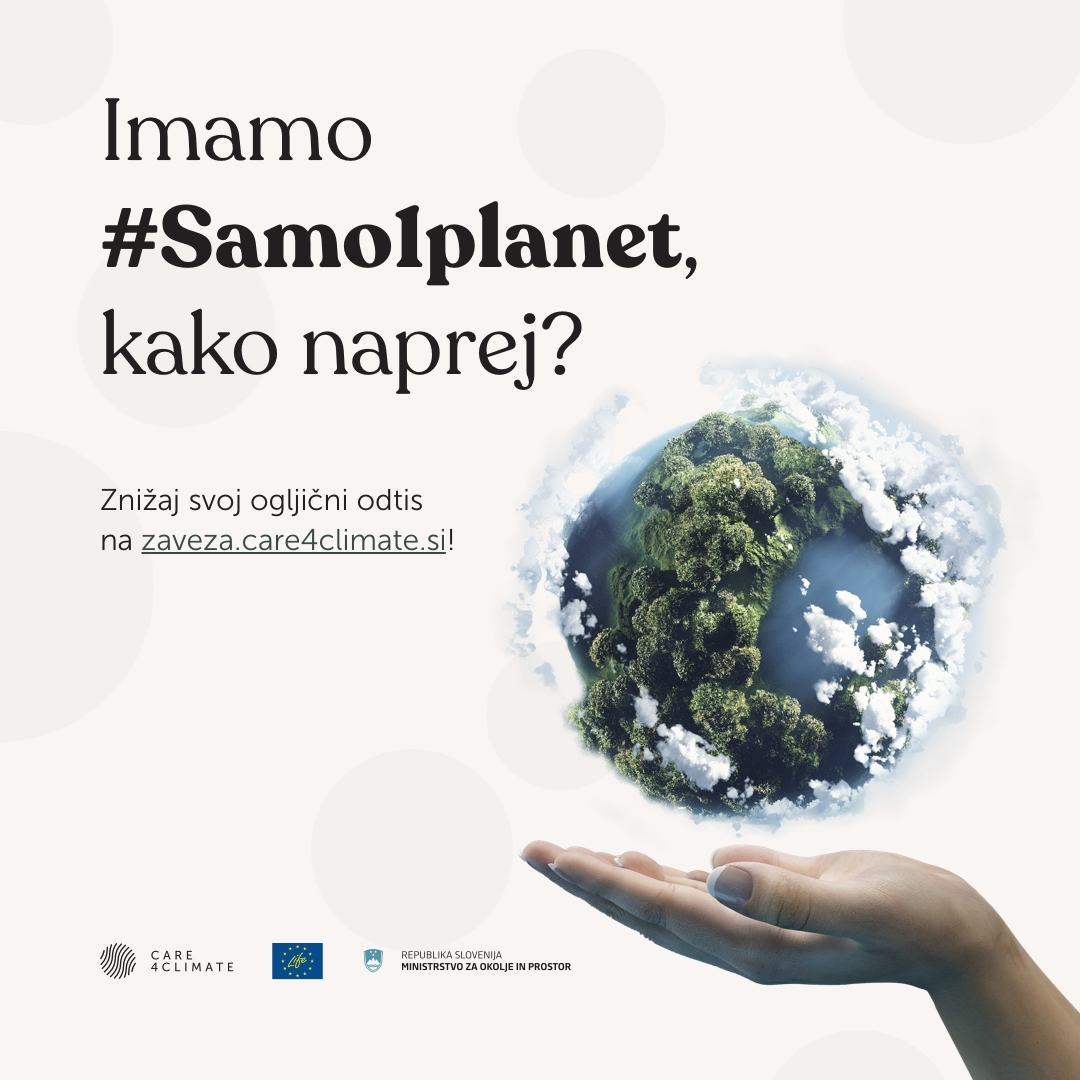 Imamo
#Samo1planet,
kako naprej?
Znižaj svoj ogljični odtis
na zaveza.care4climate.si!
CARE
4CLIMATE
Life
REPUBLIKA SLOVENIJA
MINISTRSTVO ZA OKOLJE IN PROSTOR